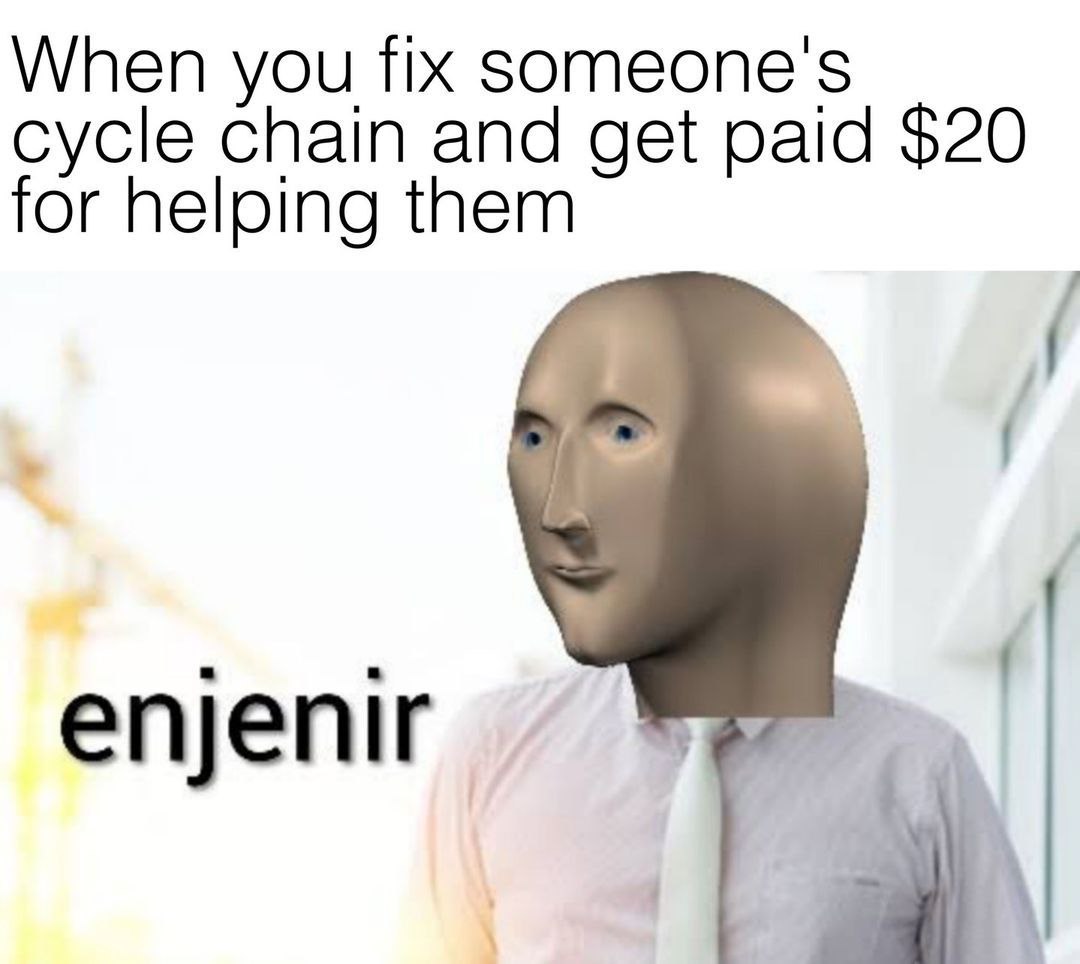 When you fix someone's
cycle chain and get paid $20
for helping them
enjenir